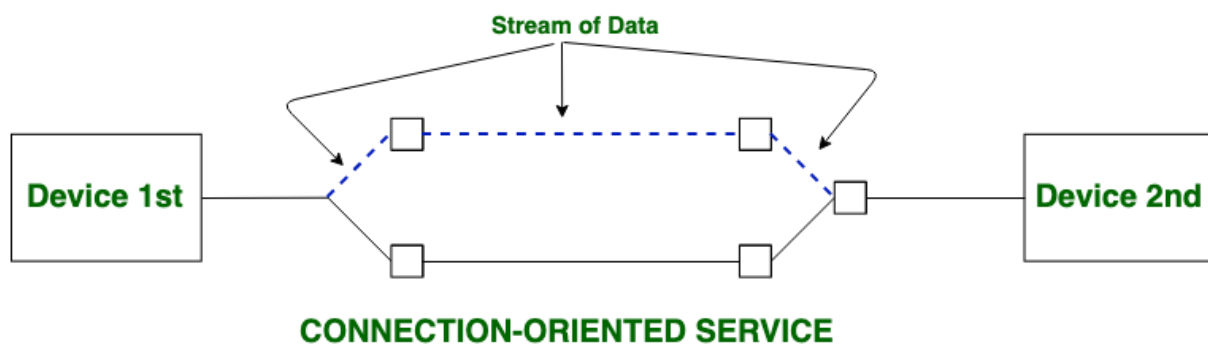 Stream of Data
Device 1st
Device 2nd
CONNECTION-ORIENTED SERVICE